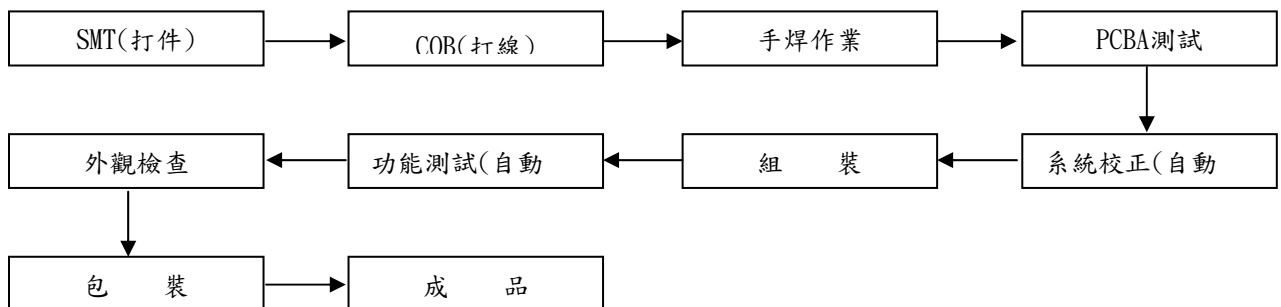 SMT(打件)
COB(打線)
手焊作業
PCBA測試
系統校正(自動
組　　裝
功能測試(自動
外觀檢查
包　　裝
成　　品